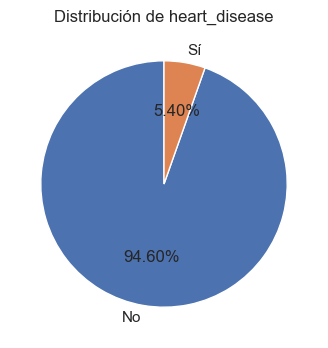 Distribución de heart_disease
Sí
5.40%
94.60%
No